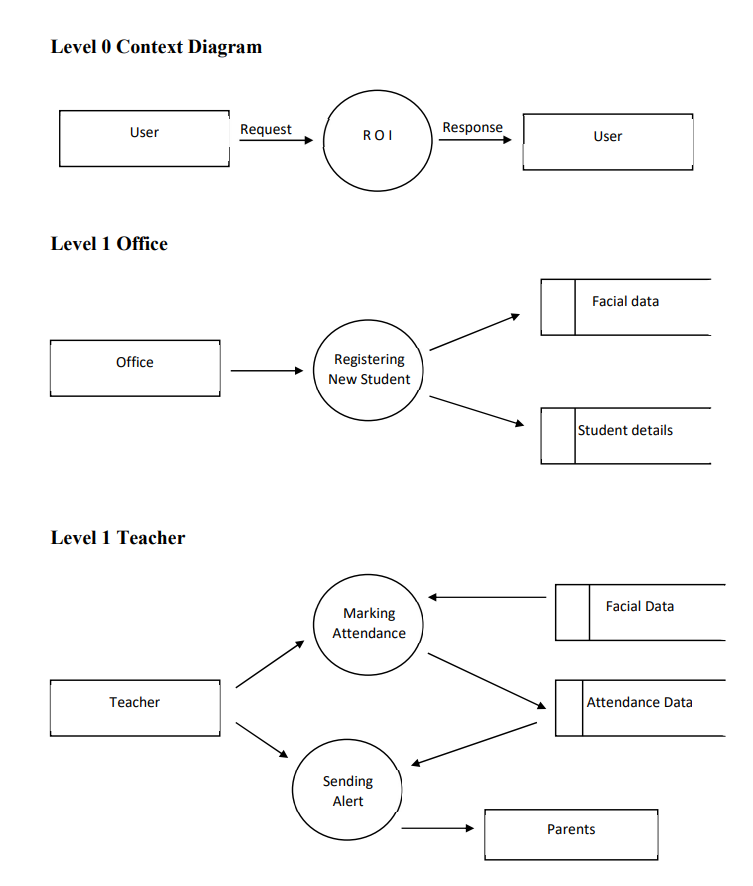 Level 0 Context Diagram
User
Request
R O I
Response
User
Level 1 Office
Office
Registering
New Student
Facial data
Student details
Level 1 Teacher
Marking
Attendance
Facial Data
Teacher
Attendance Data
Sending
Alert
Parents